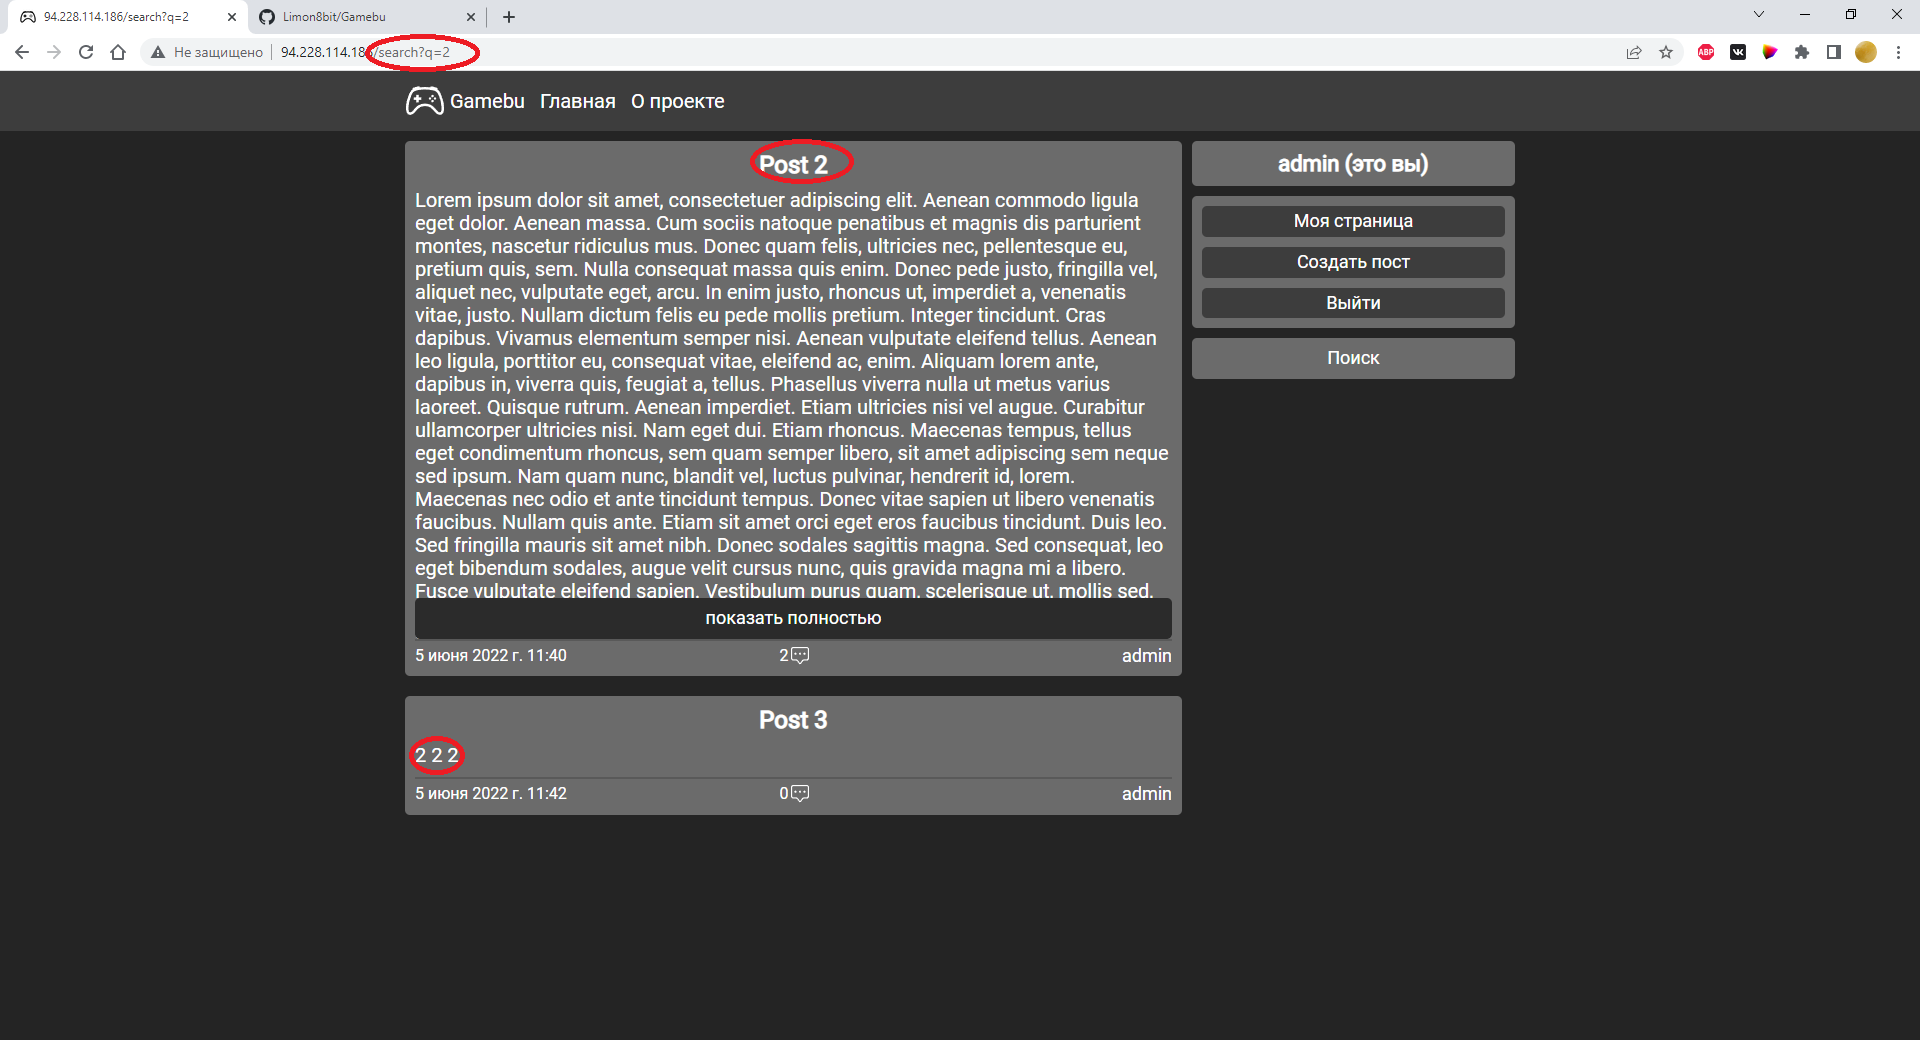 94.228.114.186/search?q=2
Limon8bit/Gamebu
Не защищено
94.228.114.186/search?q=2
ABP
Gamebu Главная О проекте
Post 2
Lorem ipsum dolor sit amet, consectetuer adipiscing elit. Aenean commodo ligula
eget dolor. Aenean massa. Cum sociis natoque penatibus et magnis dis parturient
montes, nascetur ridiculus mus. Donec quam felis, ultricies nec, pellentesque eu,
pretium quis, sem. Nulla consequat massa quis enim. Donec pede justo, fringilla vel,
aliquet nec, vulputate eget, arcu. In enim justo, rhoncus ut, imperdiet a, venenatis
vitae, justo. Nullam dictum felis eu pede mollis pretium. Integer tincidunt. Cras
dapibus. Vivamus elementum semper nisi. Aenean vulputate eleifend tellus. Aenean
leo ligula, porttitor eu, consequat vitae, eleifend ac, enim. Aliquam lorem ante,
dapibus in, viverra quis, feugiat a, tellus. Phasellus viverra nulla ut metus varius
laoreet. Quisque rutrum. Aenean imperdiet. Etiam ultricies nisi vel augue. Curabitur
ullamcorper ultricies nisi. Nam eget dui. Etiam rhoncus. Maecenas tempus, tellus
eget condimentum rhoncus, sem quam semper libero, sit amet adipiscing sem neque
sed ipsum. Nam quam nunc, blandit vel, luctus pulvinar, hendrerit id, lorem.
Maecenas nec odio et ante tincidunt tempus. Donec vitae sapien ut libero venenatis
faucibus. Nullam quis ante. Etiam sit amet orci eget eros faucibus tincidunt. Duis leo.
Sed fringilla mauris sit amet nibh. Donec sodales sagittis magna. Sed consequat, leo
eget bibendum sodales, augue velit cursus nunc, quis gravida magna mi a libero.
Fusce vulputate eleifend sapien. Vestibulum purus quam, scelerisque ut, mollis sed,
показать полностью
5 июня 2022 г. 11:40
2
admin
Post 3
2 2 2
5 июня 2022 г. 11:42
0
admin
admin (это вы)
Моя страница
Создать пост
Выйти
Поиск